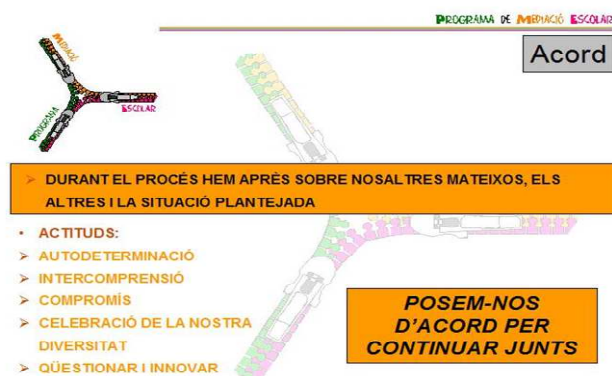 PROGRAMA DE MEDIACIÓ ESCOLAR
Acord
MEDIACIÓ
ESCOLAR
PROGRAMA
DURANT EL PROCÉS HEM APRÈS SOBRE NOSALTRES MATEIXOS, ELS
ALTRES I LA SITUACIÓ PLANTEJADA
ACTITUDS:
AUTODETERMINACIÓ
INTERCOMPRENSIÓ
COMPROMÍS
CELEBRACIÓ DE LA NOSTRA
DIVERSITAT
QÜESTIONAR I INNOVAR
POSEM-NOS
D'ACORD PER
CONTINUAR JUNTS